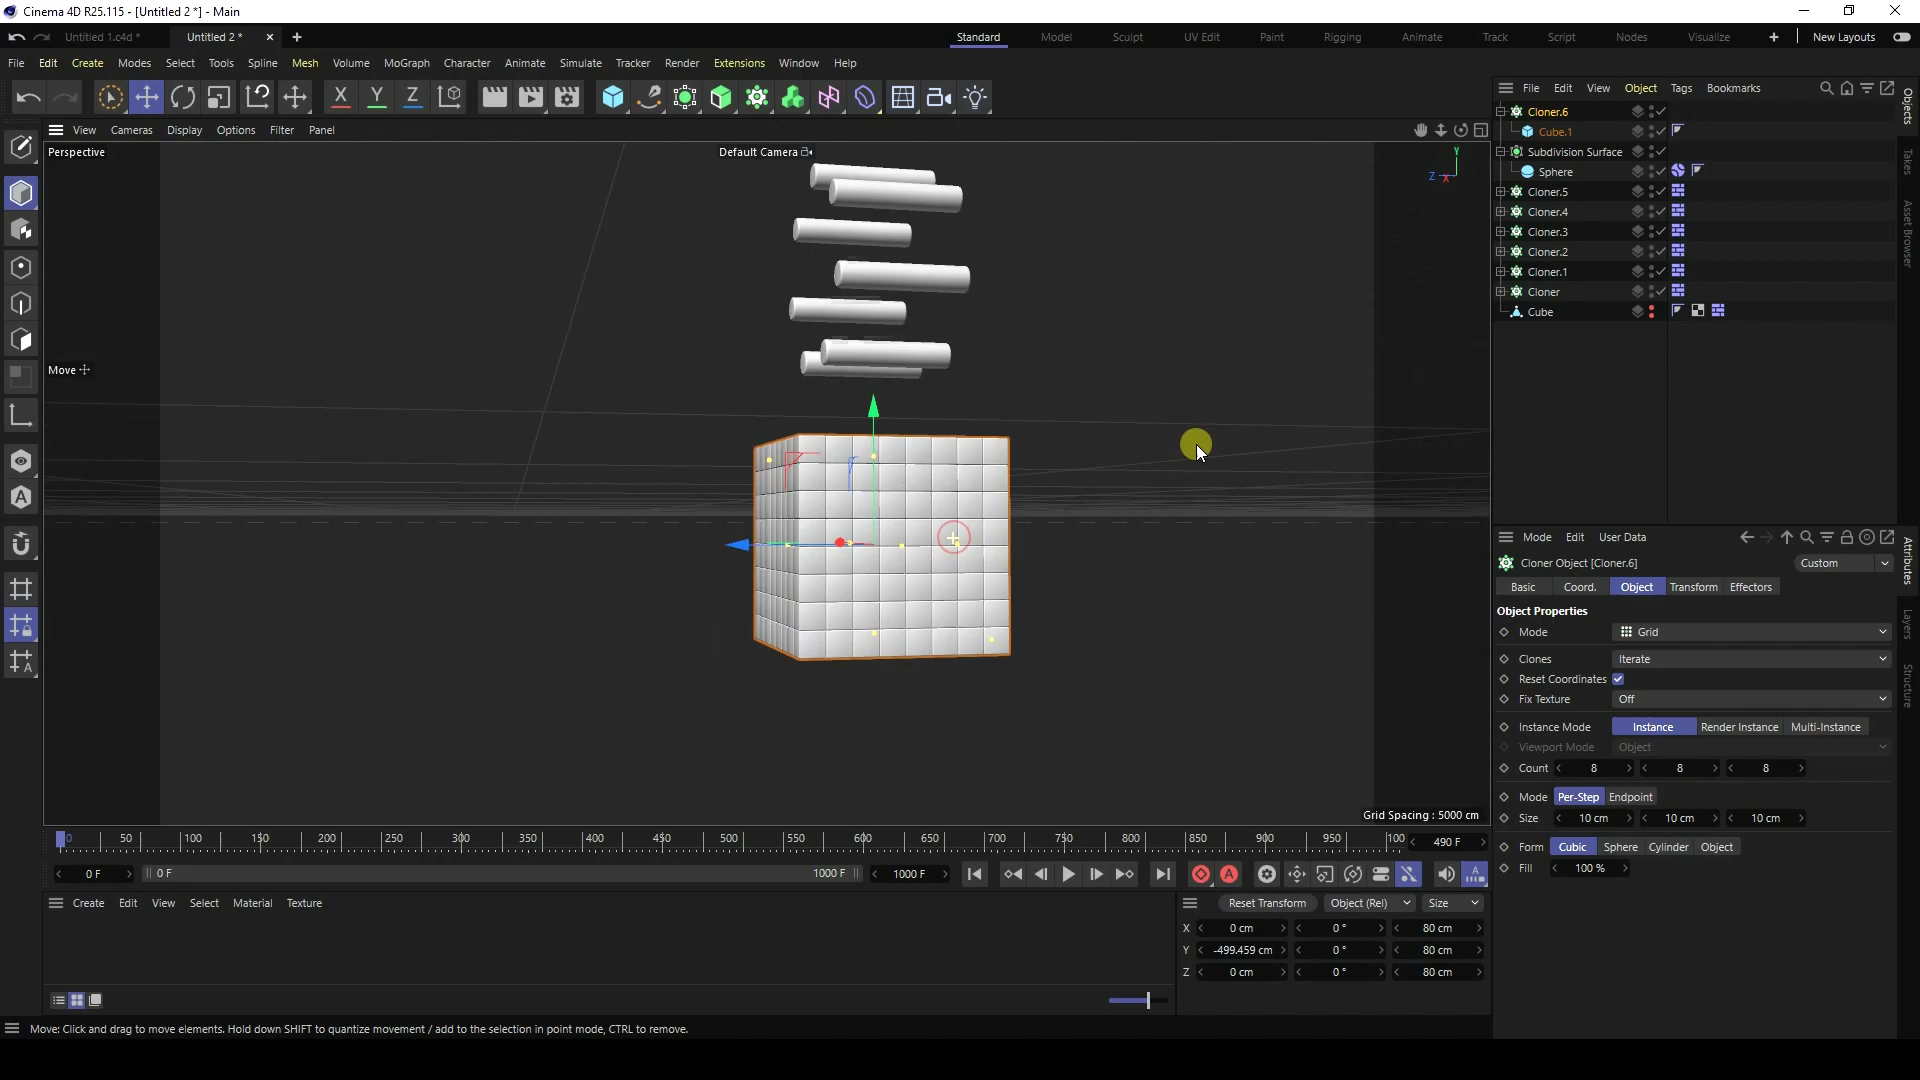 Cinema 4D R25.115 - [Untitled 2 *] - Main
Untitled 1.c4d * Untitled 2 * Standard Model Sculpt UV Edit Paint Rigging Animate Track Script Nodes Visualize New Layouts
File Edit Create Modes Select Tools Spline Mesh Volume MoGraph Character Animate Simulate Tracker Render Extensions Window Help
X Y Z
File Edit View Object Tags Bookmarks
View Cameras Display Options Filter Panel
Perspective
Default Camera
Y
Z X
Move
Cloner.6
Cube.1
Subdivision Surface
Sphere
Cloner.5
Cloner.4
Cloner.3
Cloner.2
Cloner.1
Cloner
Cube
Objects
Takes
Asset Browser
Mode Edit User Data
Cloner Object [Cloner.6] Custom
Basic Coord. Object Transform Effectors
Object Properties
Mode Grid
Clones Iterate
Reset Coordinates
Fix Texture Off
Instance Mode Instance Render Instance Multi-Instance
Viewport Mode Object
Count 8 8 8
Mode Per-Step Endpoint
Size 10 cm 10 cm 10 cm
Form Cubic Sphere Cylinder Object
Fill 100 %
Attributes
Layers
Structure
Grid Spacing : 5000 cm
0 50 100 150 200 250 300 350 400 450 500 550 600 650 700 750 800 850 900 950 100 490 F
0 F 0 F 1000 F 1000 F
Create Edit View Select Material Texture
Reset Transform Object (Rel) Size
X 0 cm 0 ° 80 cm
Y -499.459 cm 0 ° 80 cm
Z 0 cm 0 ° 80 cm
Move: Click and drag to move elements. Hold down SHIFT to quantize movement / add to the selection in point mode, CTRL to remove.